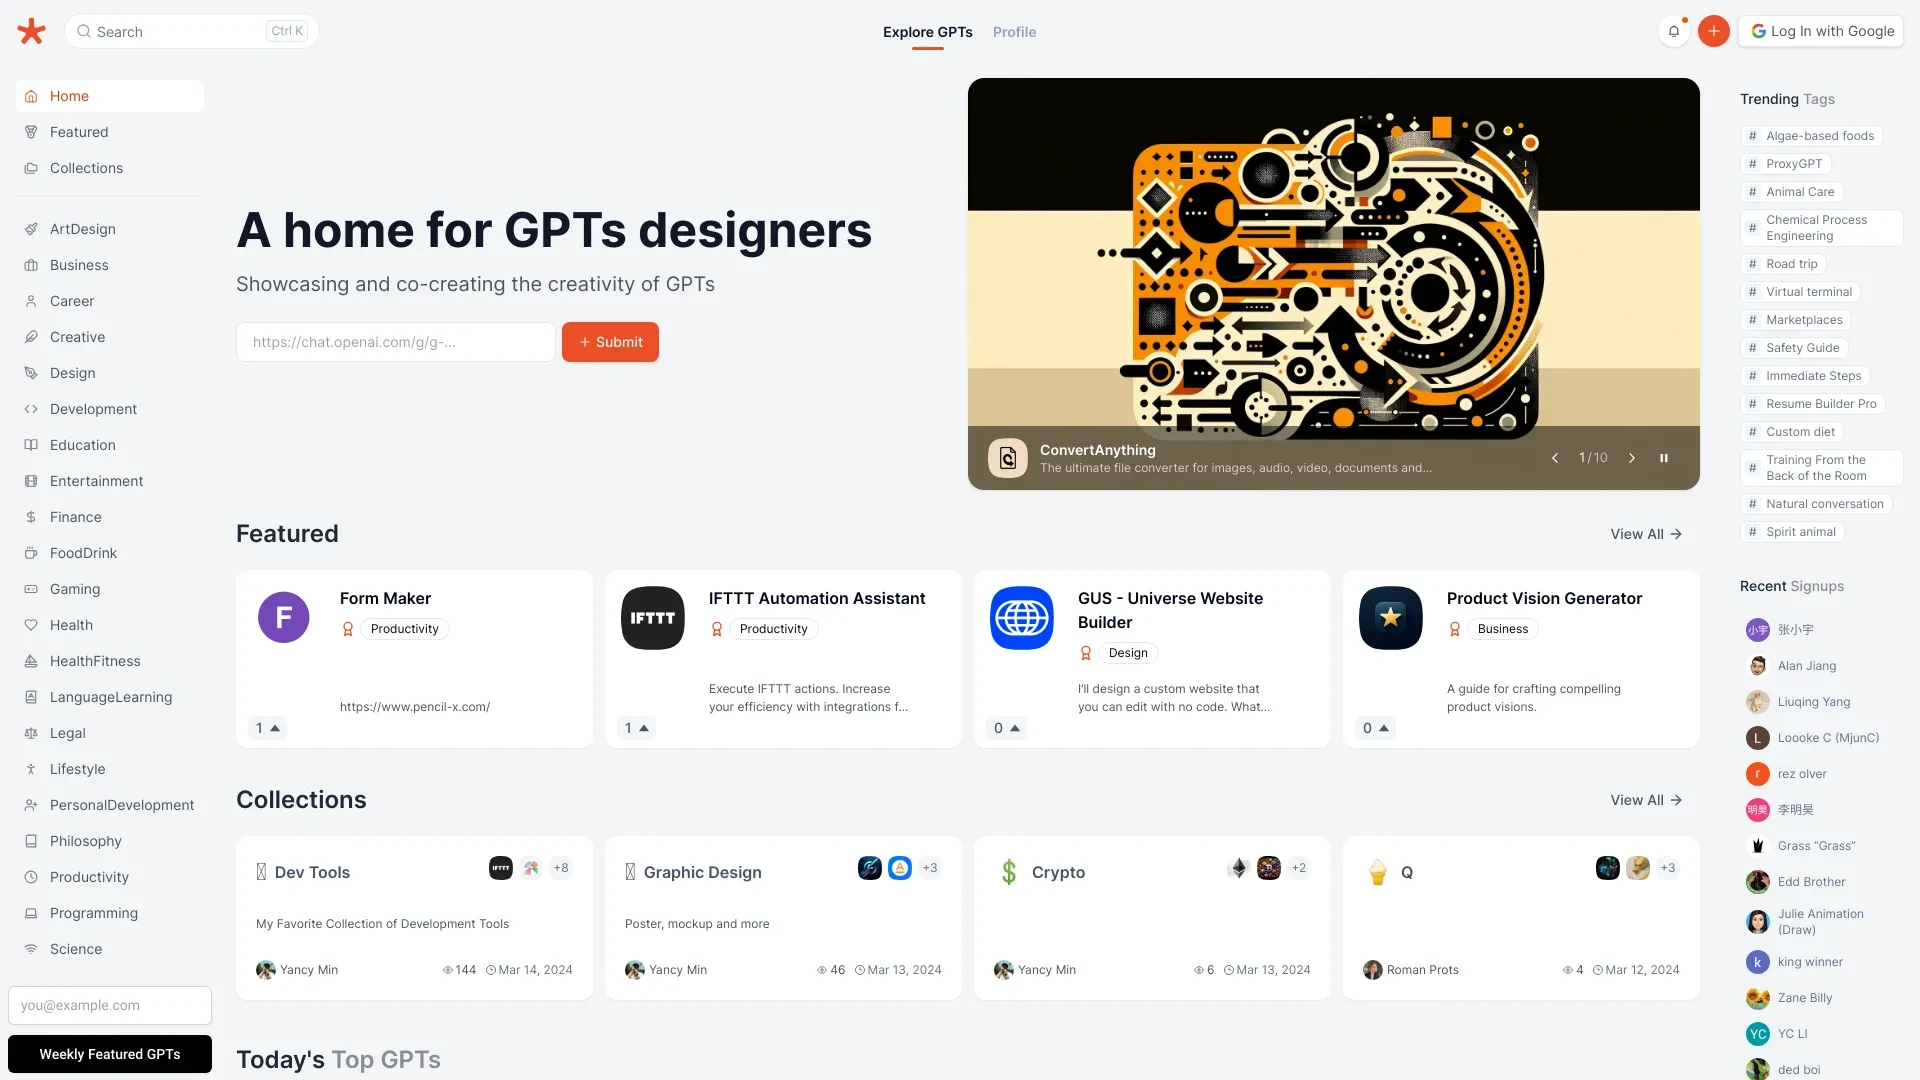 Search
Ctrl K
Explore GPTs
Profile
Log In with Google
Home
Featured
Collections
ArtDesign
Business
Career
Creative
Design
Development
Education
Entertainment
Finance
FoodDrink
Gaming
Health
HealthFitness
LanguageLearning
Legal
Lifestyle
PersonalDevelopment
Philosophy
Productivity
Programming
Science
you@example.com
Weekly Featured GPTs
A home for GPTs designers
Showcasing and co-creating the creativity of GPTs
https://chat.openai.com/g/g-...
+ Submit
ConvertAnything
The ultimate file converter for images, audio, video, documents and...
1/10
Featured
View All →
F
Form Maker
Productivity
https://www.pencil-x.com/
1
IFTTT
IFTTT Automation Assistant
Productivity
Execute IFTTT actions. Increase
your efficiency with integrations f...
1
GUS - Universe Website
Builder
Design
I'll design a custom website that
you can edit with no code. What...
0
Product Vision Generator
Business
A guide for crafting compelling
product visions.
0
Collections
View All →
Dev Tools
IFTTT
+8
My Favorite Collection of Development Tools
Yancy Min
144
Mar 14, 2024
Graphic Design
+3
Poster, mockup and more
Yancy Min
46
Mar 13, 2024
Crypto
+2
Yancy Min
6
Mar 13, 2024
Q
+3
Roman Prots
4
Mar 12, 2024
Today's Top GPTs
Trending Tags
# Algae-based foods
# ProxyGPT
# Animal Care
# Chemical Process
Engineering
# Road trip
# Virtual terminal
# Marketplaces
# Safety Guide
# Immediate Steps
# Resume Builder Pro
# Custom diet
# Training From the
Back of the Room
# Natural conversation
# Spirit animal
Recent Signups
小宇 张小宇
Alan Jiang
Liuqing Yang
L Loooke C (MjunC)
r rez olver
明昊 李明昊
Grass “Grass”
Edd Brother
Julie Animation
(Draw)
k king winner
Zane Billy
YC YC LI
ded boi